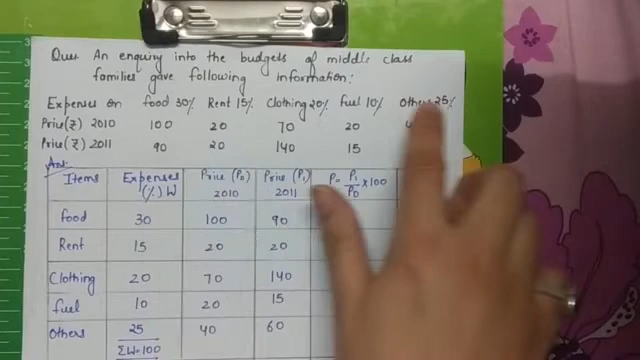 Ques An enquiry into the budgets of middle class
families gave following information:
Expenses on food 30% Rent 15% Clothing 20% Fuel 10% Others 25%
Price(₹) 2010 100 20 70 20
Price(₹) 2011 90 20 140 15
Ans:
Items Expenses (%) W Price (P0) 2010 Price (P1) 2011 P= P1/P0 x100
food 30 100 90
Rent 15 20 20
Clothing 20 70 140
fuel 10 20 15
Others 25 40 60
ΣW=100